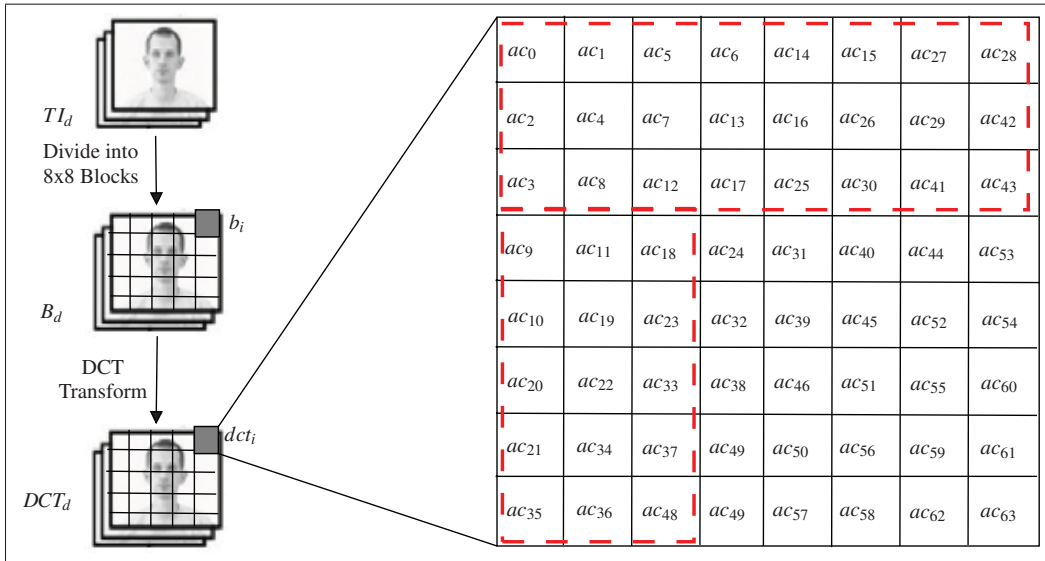 TI_d
Divide into
8x8 Blocks
b_i
B_d
DCT
Transform
dct_i
DCT_d
ac_0 ac_1 ac_5 ac_6 ac_14 ac_15 ac_27 ac_28
ac_2 ac_4 ac_7 ac_13 ac_16 ac_26 ac_29 ac_42
ac_3 ac_8 ac_12 ac_17 ac_25 ac_30 ac_41 ac_43
ac_9 ac_11 ac_18 ac_24 ac_31 ac_40 ac_44 ac_53
ac_10 ac_19 ac_23 ac_32 ac_39 ac_45 ac_52 ac_54
ac_20 ac_22 ac_33 ac_38 ac_46 ac_51 ac_55 ac_60
ac_21 ac_34 ac_37 ac_49 ac_50 ac_56 ac_59 ac_61
ac_35 ac_36 ac_48 ac_49 ac_57 ac_58 ac_62 ac_63